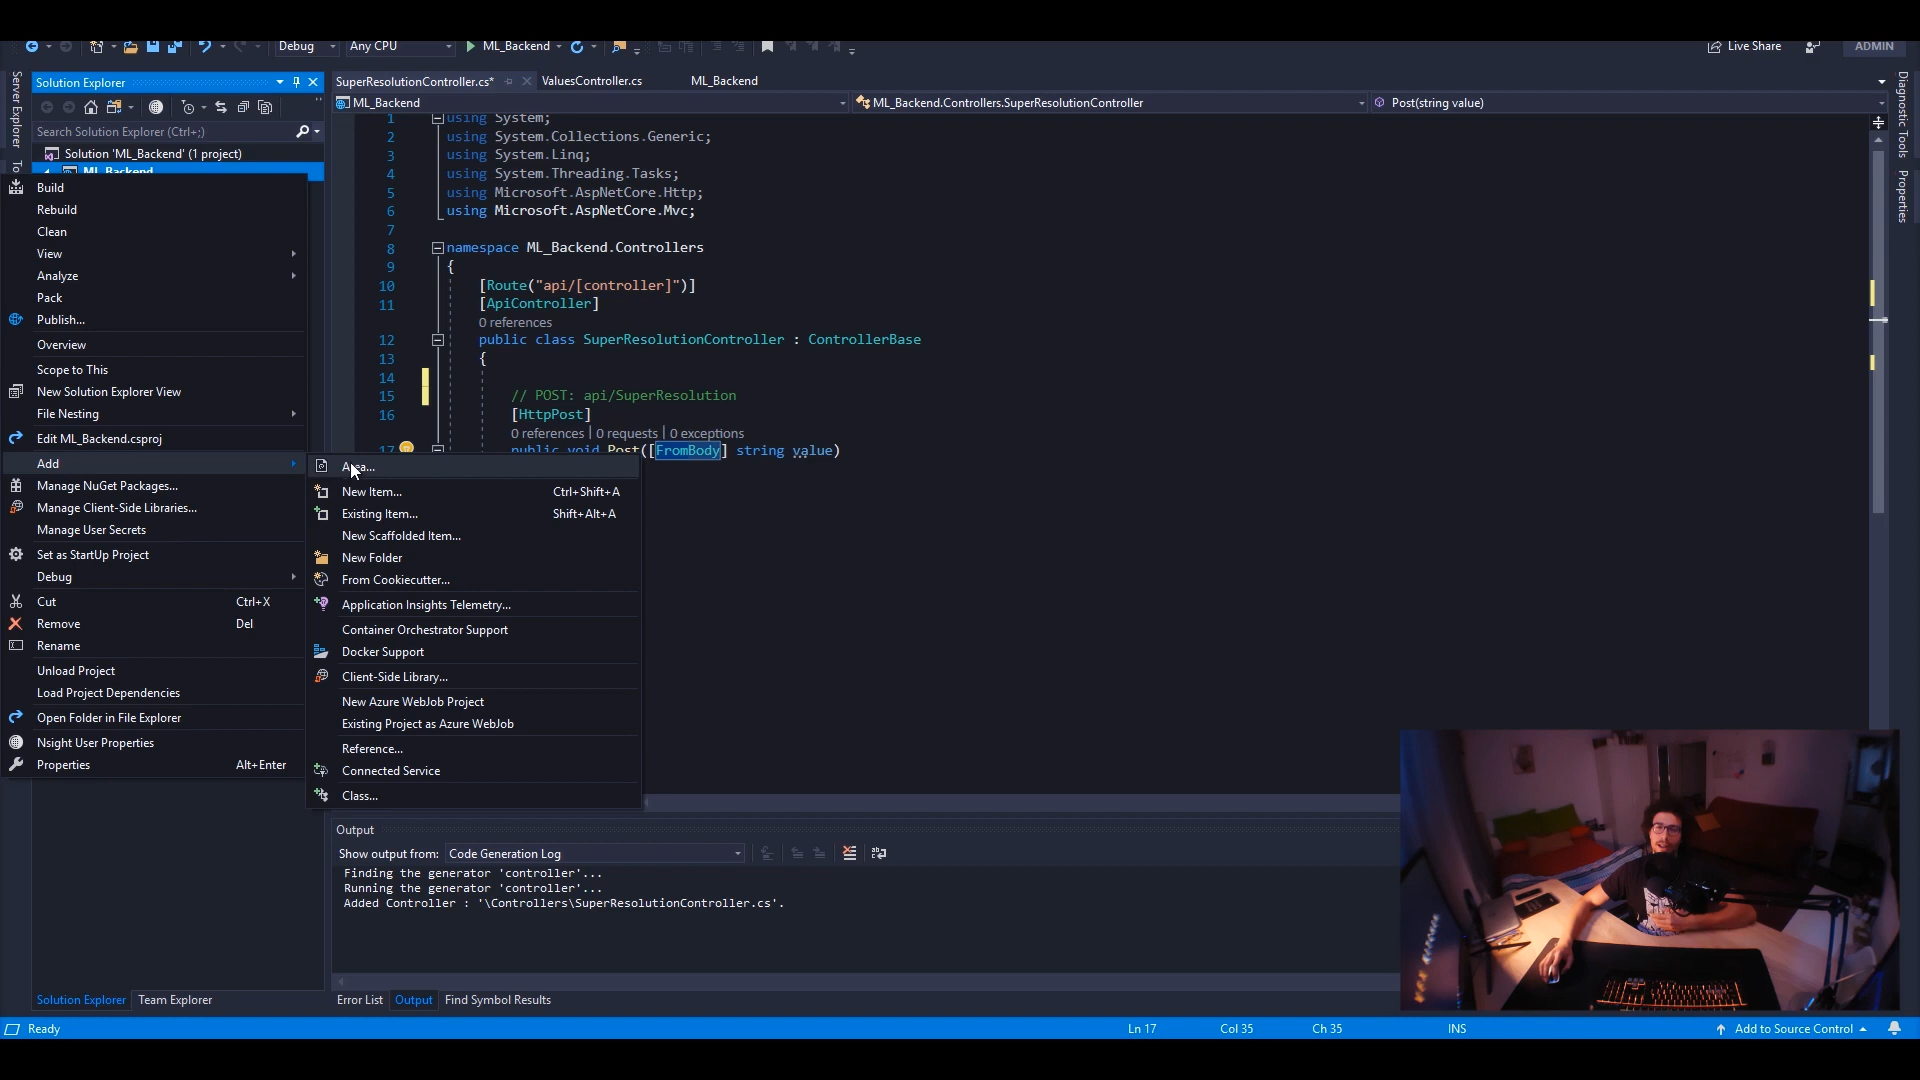 Debug
Any CPU
ML_Backend
Live Share
ADMIN
Server Explorer
To
Solution Explorer
Search Solution Explorer (Ctrl+;)
Solution 'ML_Backend' (1 project)
ML_Backend
Build
Rebuild
Clean
View
Analyze
Pack
Publish...
Overview
Scope to This
New Solution Explorer View
File Nesting
Edit ML_Backend.csproj
Add
Manage NuGet Packages...
Manage Client-Side Libraries...
Manage User Secrets
Set as StartUp Project
Debug
Cut Ctrl+X
Remove Del
Rename
Unload Project
Load Project Dependencies
Open Folder in File Explorer
Nsight User Properties
Properties Alt+Enter
Area...
New Item... Ctrl+Shift+A
Existing Item... Shift+Alt+A
New Scaffolded Item...
New Folder
From Cookiecutter...
Application Insights Telemetry...
Container Orchestrator Support
Docker Support
Client-Side Library...
New Azure WebJob Project
Existing Project as Azure WebJob
Reference...
Connected Service
Class...
SuperResolutionController.cs*
ValuesController.cs
ML_Backend
ML_Backend
ML_Backend.Controllers.SuperResolutionController
Post(string value)
1 using System;
2 using System.Collections.Generic;
3 using System.Linq;
4 using System.Threading.Tasks;
5 using Microsoft.AspNetCore.Http;
6 using Microsoft.AspNetCore.Mvc;
7
8 namespace ML_Backend.Controllers
9 {
10 [Route("api/[controller]")]
11 [ApiController]
0 references
12 public class SuperResolutionController : ControllerBase
13 {
14
15 // POST: api/SuperResolution
16 [HttpPost]
0 references | 0 requests | 0 exceptions
17 public void Post([FromBody] string value)
Diagnostic Tools
Properties
Output
Show output from: Code Generation Log
Finding the generator 'controller'...
Running the generator 'controller'...
Added Controller : '\Controllers\SuperResolutionController.cs'.
Solution Explorer
Team Explorer
Error List
Output
Find Symbol Results
Ready
Ln 17
Col 35
Ch 35
INS
Add to Source Control